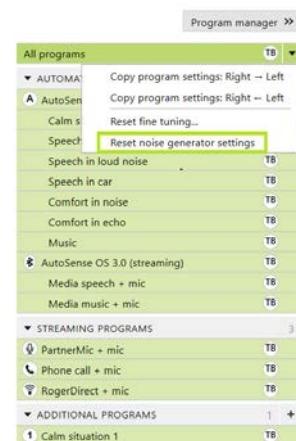 Program manager >>
All programs TB
AUTOMA
Copy program settings: Right → Left
A AutoSen
Copy program settings: Right ← Left
Calm s
Reset fine tuning...
Speech
Reset noise generator settings
Speech in loud noise TB
Speech in car TB
Comfort in noise TB
Comfort in echo TB
Music TB
AutoSense OS 3.0 (streaming) TB
Media speech + mic TB
Media music + mic TB
STREAMING PROGRAMS 3
PartnerMic + mic TB
Phone call + mic TB
RogerDirect + mic TB
ADDITIONAL PROGRAMS 1 +
1 Calm situation 1 TB